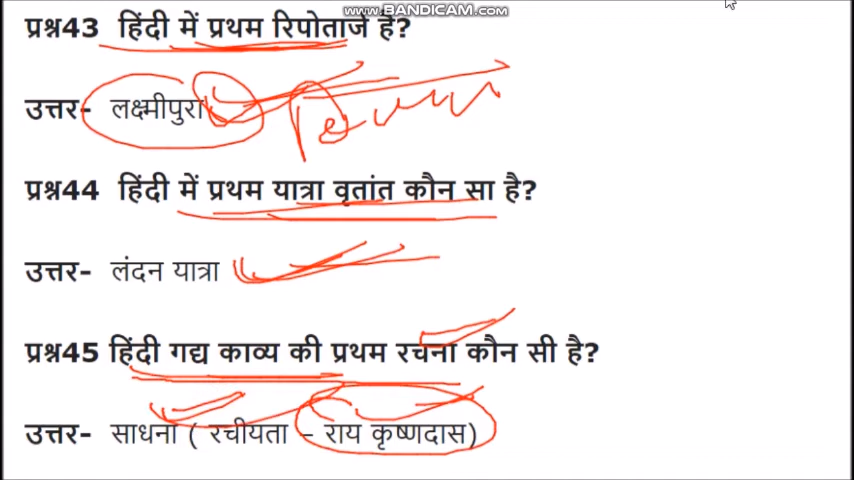 www.BANDICAM.com
प्रश्न43 हिंदी में प्रथम रिपोताजे है?
उत्तर- लक्ष्मीपुरा
प्रश्न44 हिंदी में प्रथम यात्रा वृतांत कौन सा है?
उत्तर- लंदन यात्रा
प्रश्न45 हिंदी गद्य काव्य की प्रथम रचना कौन सी है?
उत्तर- साधना ( रचीयता – राय कृष्णदास)